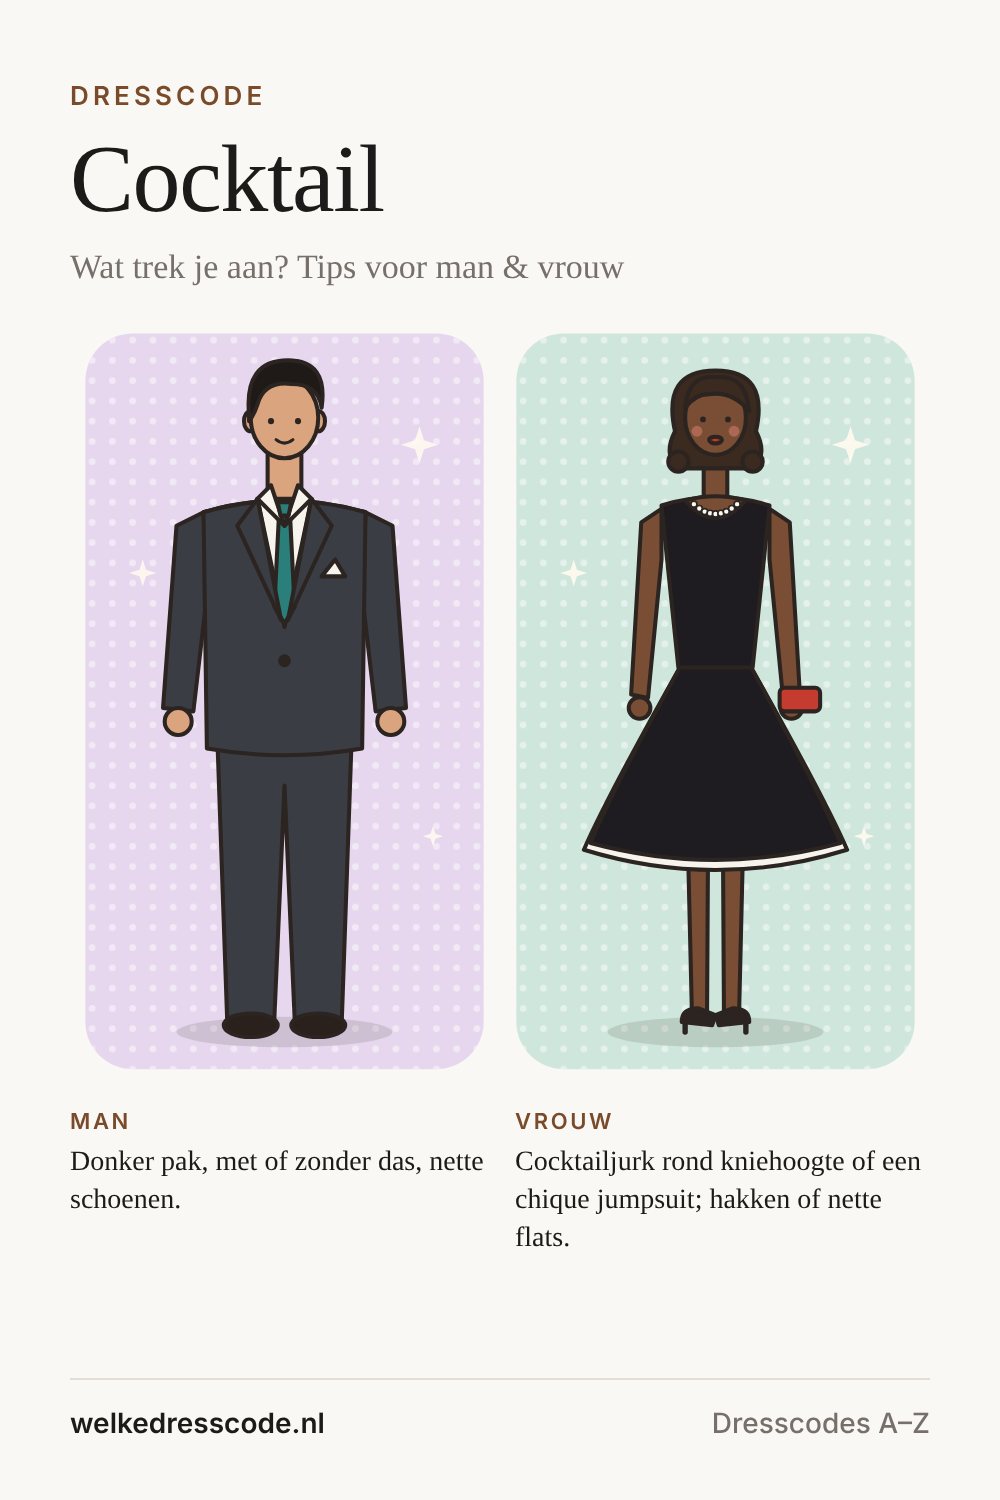 DRESSCODE
Cocktail
Wat trek je aan? Tips voor man & vrouw
MAN
Donker pak, met of zonder das, nette
schoenen.
VROUW
Cocktailjurk rond kniehoogte of een
chique jumpsuit; hakken of nette
flats.
welkedresscode.nl
Dresscodes A–Z